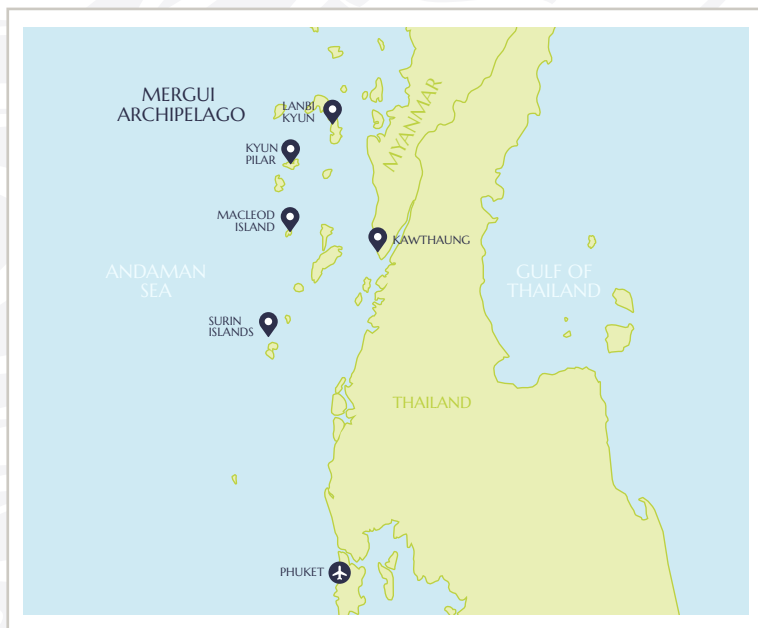 MERGUI
ARCHIPELAGO
LANBI
KYUN
MYANMAR
KYUN
PILAR
MACLEOD
ISLAND
KAWTHAUNG
ANDAMAN
SEA
GULF OF
THAILAND
SURIN
ISLANDS
THAILAND
PHUKET